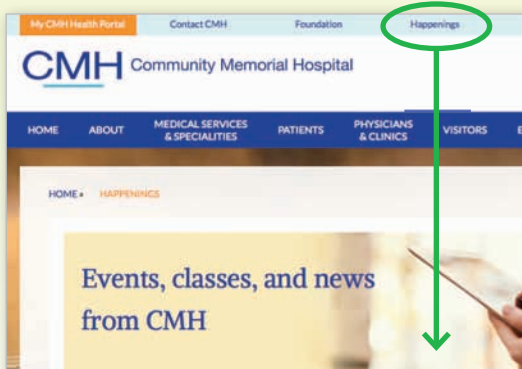 My CMH Health Portal Contact CMH Foundation Happenings
CMH Community Memorial Hospital
HOME ABOUT MEDICAL SERVICES & SPECIALITIES PATIENTS PHYSICIANS & CLINICS VISITORS E
HOME » HAPPENINGS
Events, classes, and news
from CMH